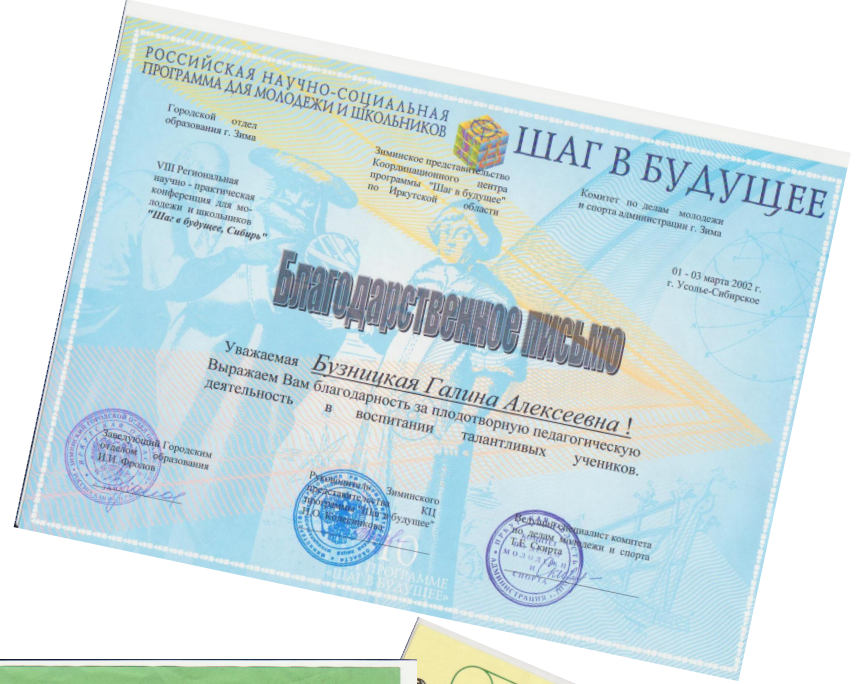 РОССИЙСКАЯ НАУЧНО-СОЦИАЛЬНАЯ
ПРОГРАММА ДЛЯ МОЛОДЕЖИ И ШКОЛЬНИКОВ
ШАГ В БУДУЩЕЕ
Городской отдел
образования г. Зима
Зиминское представительство
Координационного центра
программы "Шаг в будущее"
по Иркутской области
Комитет по делам молодежи
и спорта администрации г. Зима
VIII Региональная
научно - практическая
конференция для мо-
лодежи и школьников
"Шаг в будущее, Сибирь"
01 - 03 марта 2002 г.
г. Усолье-Сибирское
Благодарственное письмо
Уважаемая Бузницкая Галина Алексеевна !
Выражаем Вам благодарность за плодотворную педагогическую
деятельность в воспитании талантливых учеников.
Заведующий Городским
отделом образования
И.И. Фролов
Руководитель Зиминского
представительства КЦ
программы "Шаг в будущее"
Н.О. Колесникова
Ведущий специалист комитета
по делам молодежи и спорта
Т.Е. Скирта
10
ПРОГРАММЕ
«ШАГ В БУДУЩЕЕ»